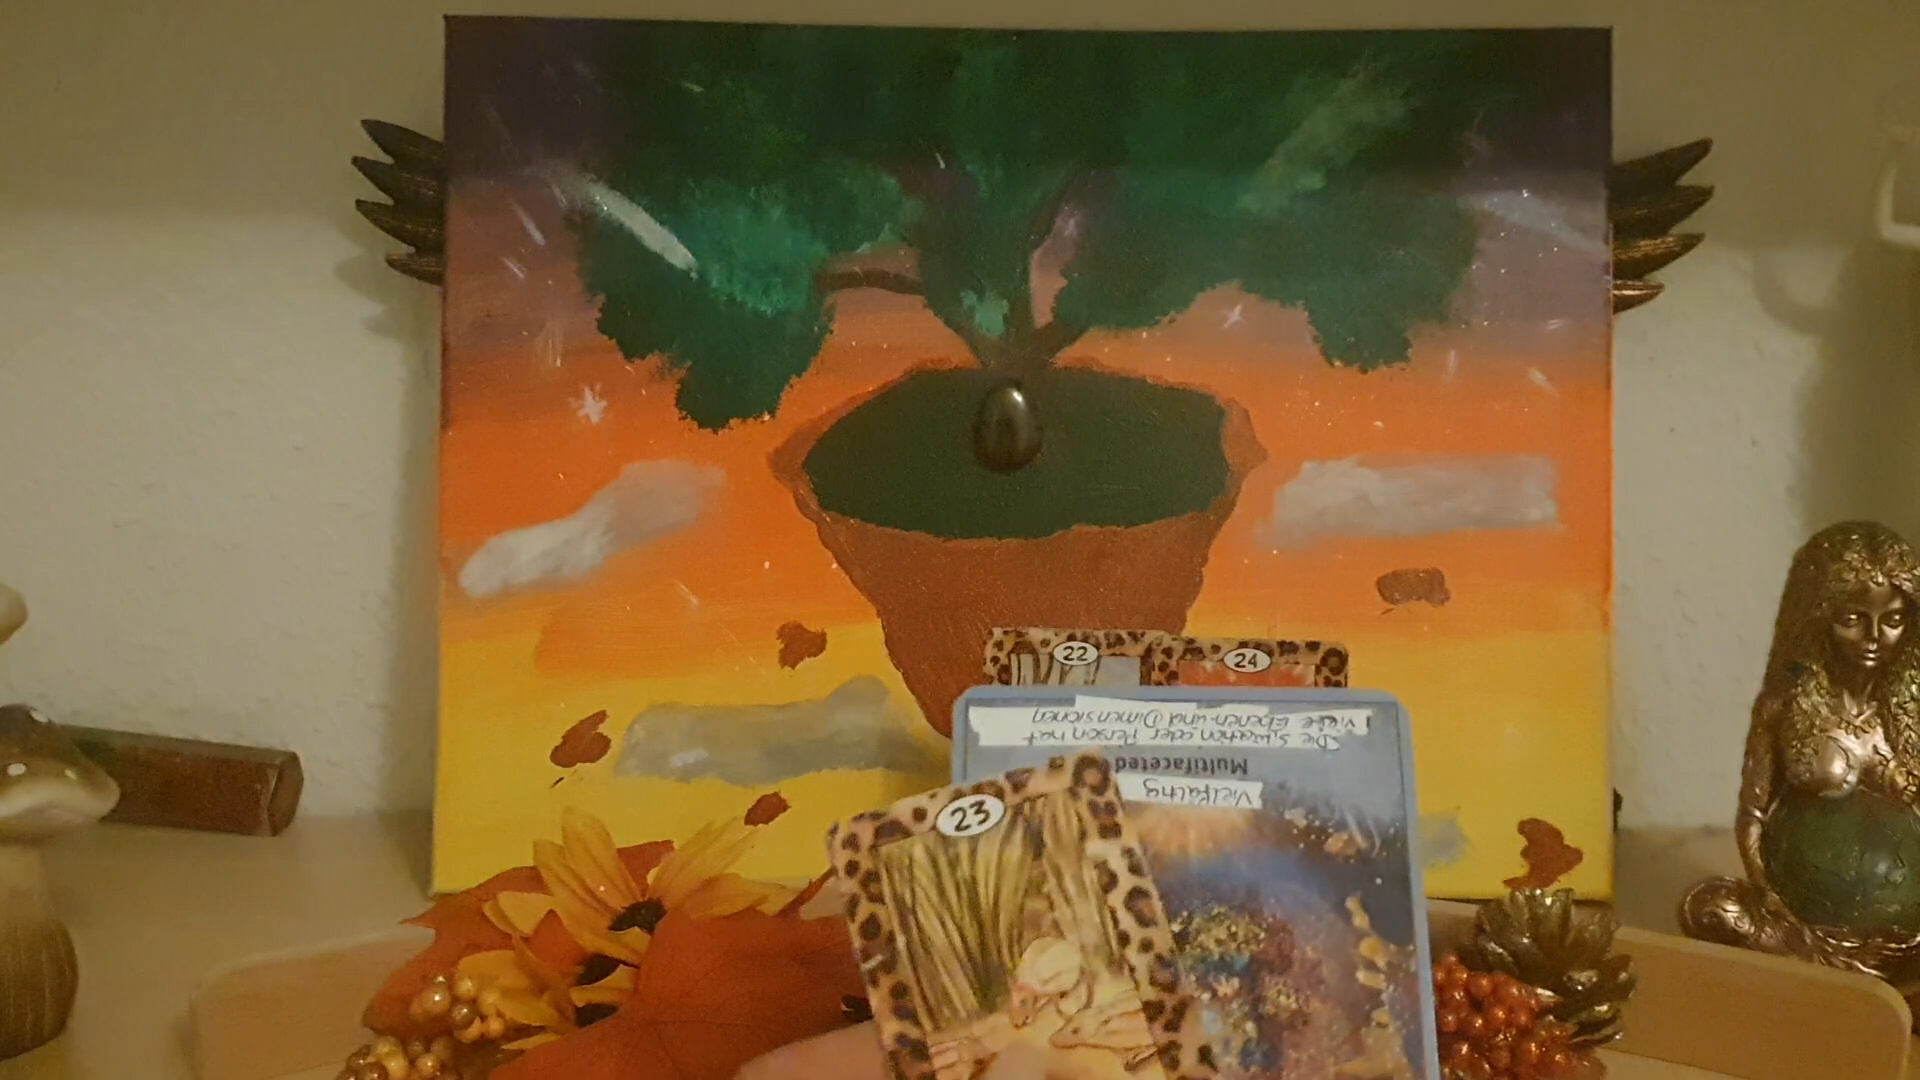 22
24
Die Situation oder Person hat
viele Ebenen und Dimensionen
Multifaceted
Vielfältig
23